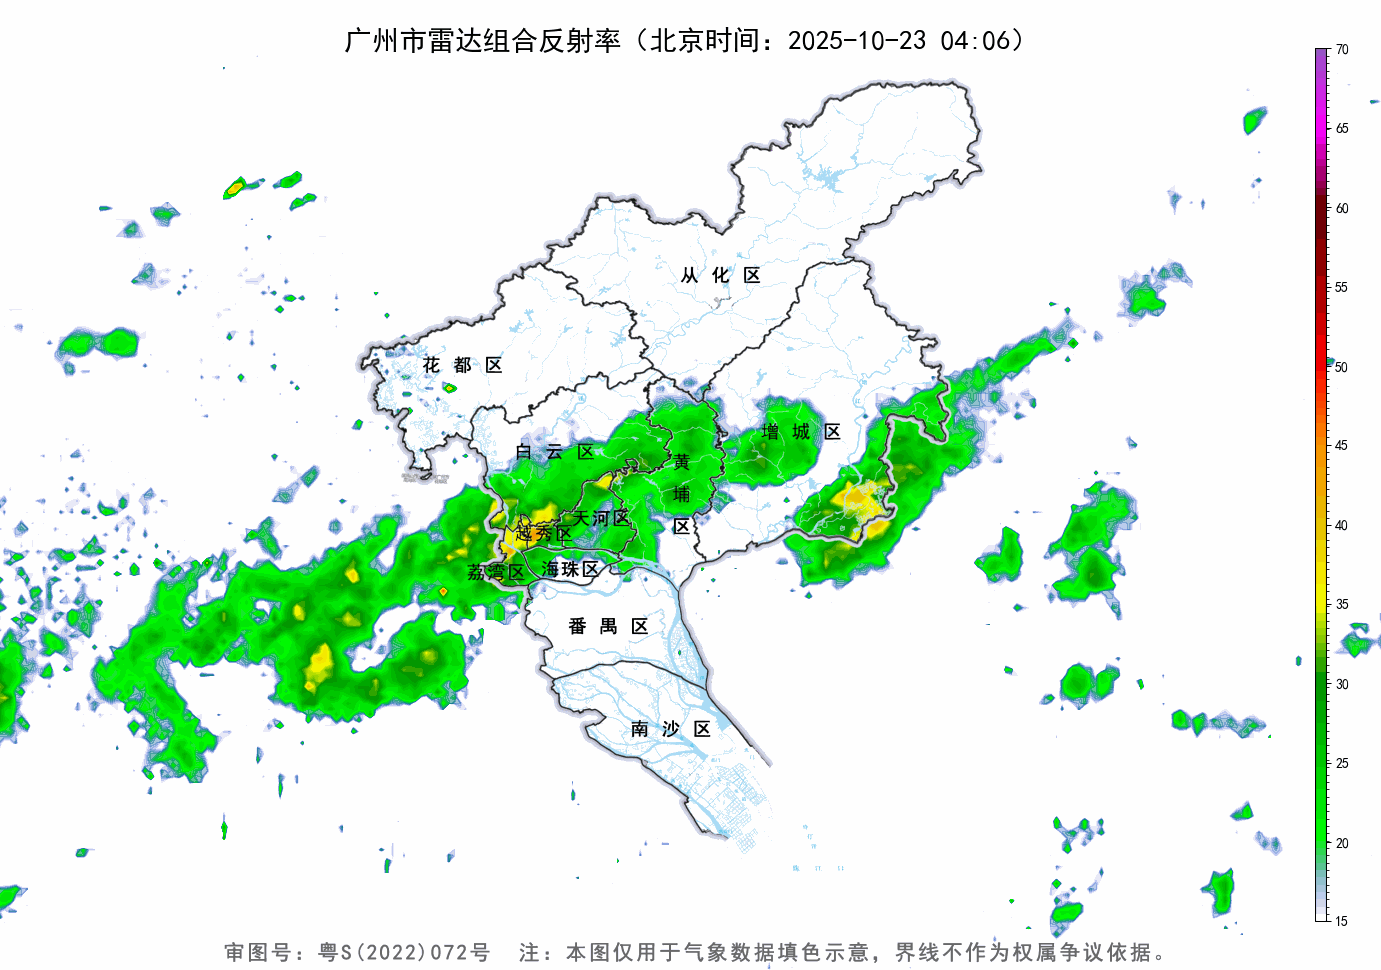 广州市雷达组合反射率（北京时间：2025-10-23 04:06）
70
65
60
55
50
45
40
35
30
25
20
15
从化区
花都区
增城区
白云区
黄埔区
天河区
越秀区
荔湾区
海珠区
番禺区
南沙区
审图号：粤S(2022)072号 注：本图仅用于气象数据填色示意，界线不作为权属争议依据。